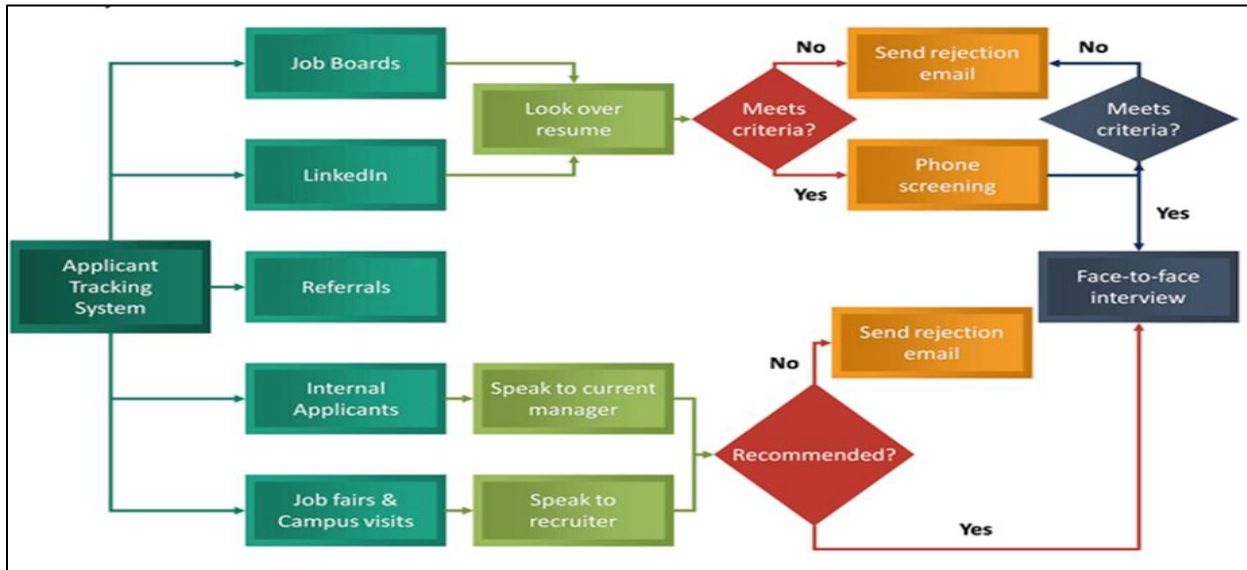 Job Boards
Look over
resume
No
Send rejection
email
No
Meets
criteria?
Meets
criteria?
LinkedIn
Yes
Phone
screening
Yes
Applicant
Tracking
System
Referrals
Face-to-face
interview
Send rejection
email
No
Internal
Applicants
Speak to current
manager
Recommended?
Job fairs &
Campus visits
Speak to
recruiter
Yes